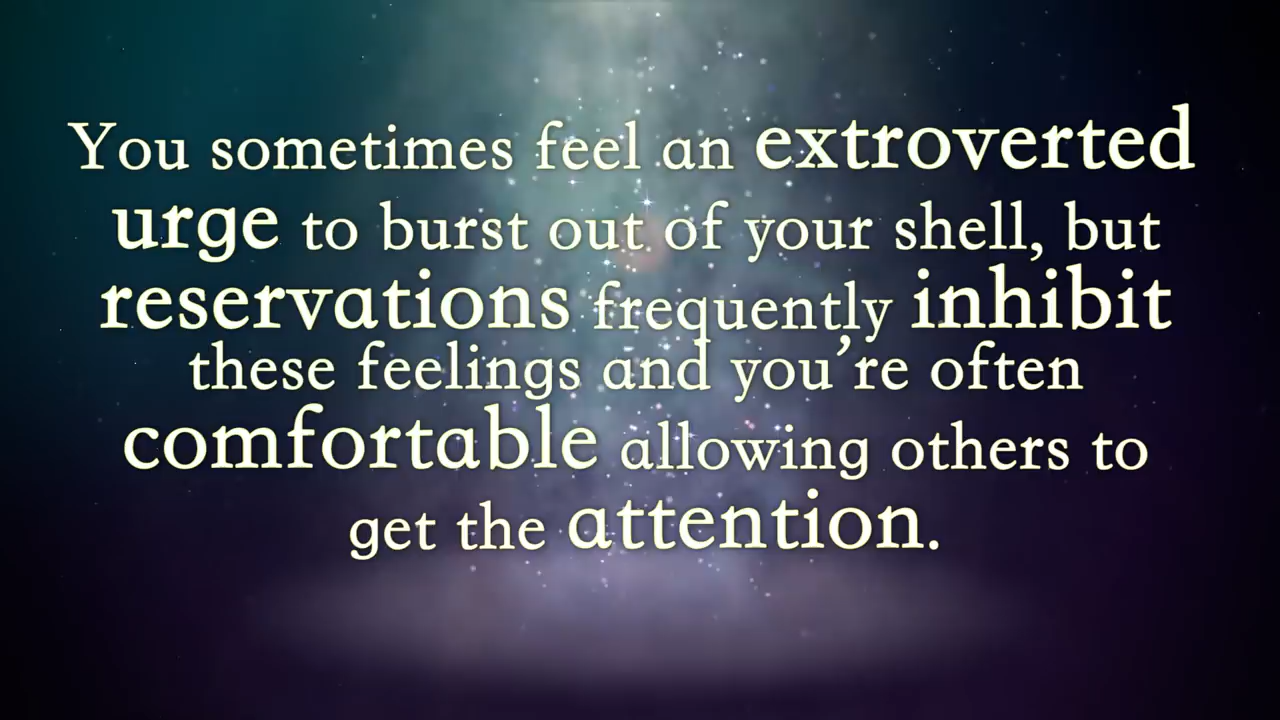 You sometimes feel an extroverted
urge to burst out of your shell, but
reservations frequently inhibit
these feelings and you’re often
comfortable allowing others to
get the attention.